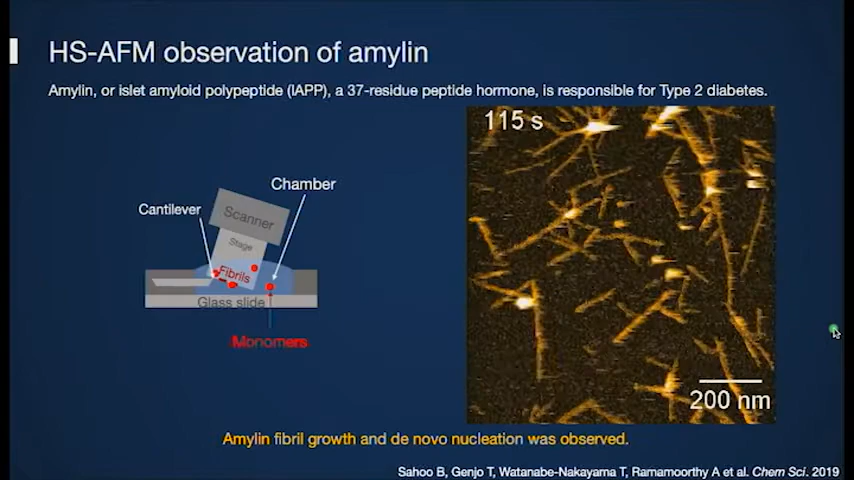 HS-AFM observation of amylin
Amylin, or islet amyloid polypeptide (IAPP), a 37-residue peptide hormone, is responsible for Type 2 diabetes.
115 s
Chamber
Cantilever
Scanner
Stage
Fibrils
Glass slide
Monomers
200 nm
Amylin fibril growth and de novo nucleation was observed.
Sahoo B, Genjo T, Watanabe-Nakayama T, Ramamoorthy A et al. Chem Sci. 2019